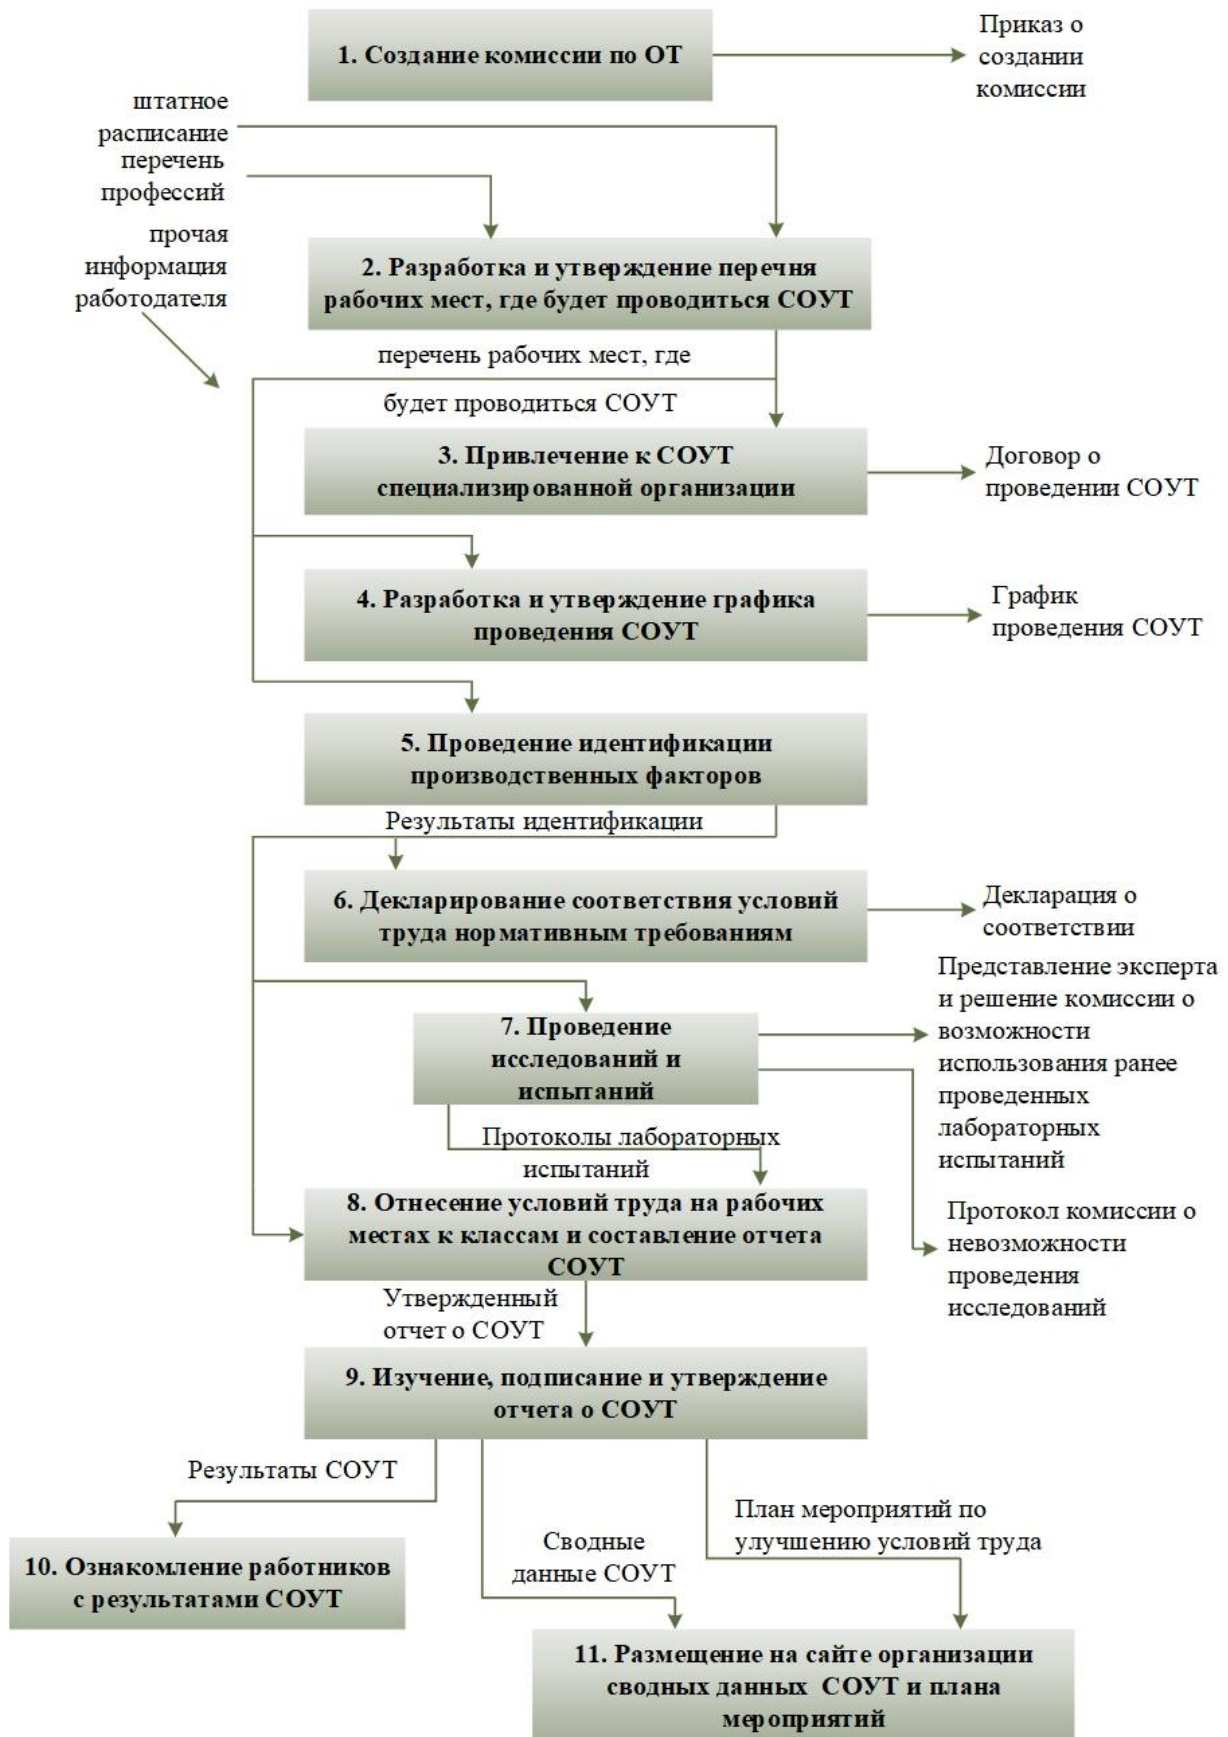 1. Создание комиссии по ОТ
Приказ о
создании
комиссии
штатное
расписание
перечень
профессий
прочая
информация
работодателя
2. Разработка и утверждение перечня
рабочих мест, где будет проводиться СОУТ
перечень рабочих мест, где
будет проводиться СОУТ
3. Привлечение к СОУТ
специализированной организации
Договор о
проведении СОУТ
4. Разработка и утверждение графика
проведения СОУТ
График
проведения СОУТ
5. Проведение идентификации
производственных факторов
Результаты идентификации
6. Декларирование соответствия условий
труда нормативным требованиям
Декларация о
соответствии
7. Проведение
исследований и
испытаний
Представление эксперта
и решение комиссии о
возможности
использования ранее
проведенных
лабораторных
испытаний
Протоколы лабораторных
испытаний
8. Отнесение условий труда на рабочих
местах к классам и составление отчета
СОУТ
Протокол комиссии о
невозможности
проведения
исследований
Утвержденный
отчет о СОУТ
9. Изучение, подписание и утверждение
отчета о СОУТ
Результаты СОУТ
Сводные
данные СОУТ
План мероприятий по
улучшению условий труда
10. Ознакомление работников
с результатами СОУТ
11. Размещение на сайте организации
сводных данных СОУТ и плана
мероприятий